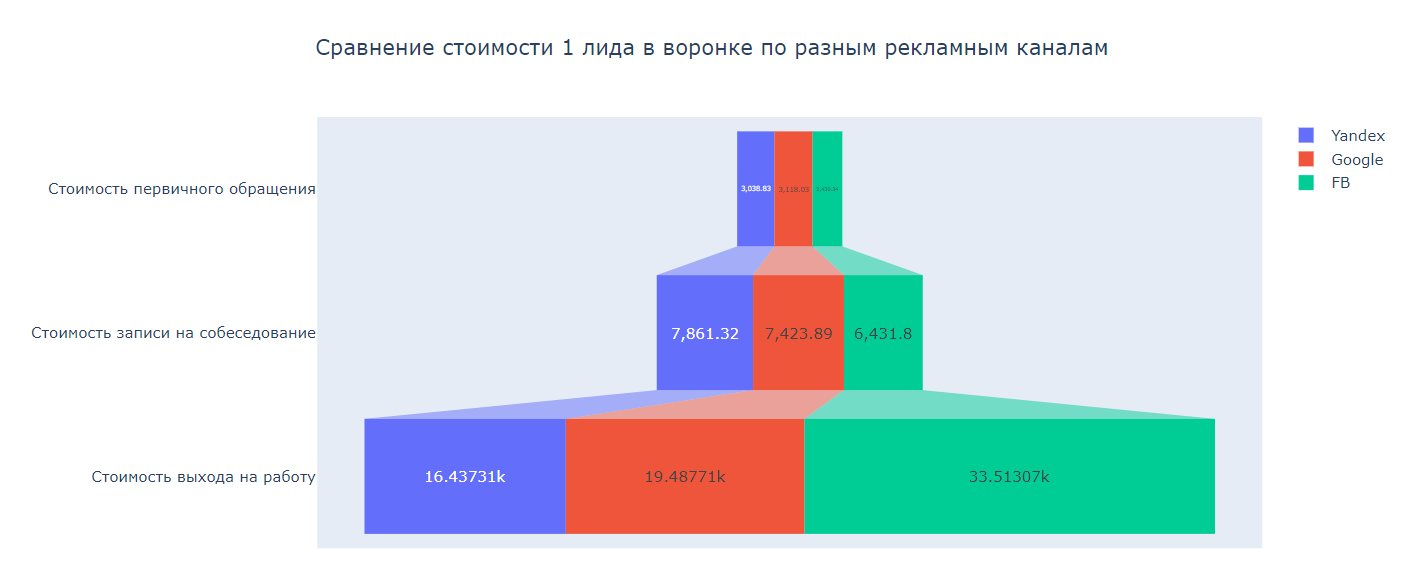 Сравнение стоимости 1 лида в воронке по разным рекламным каналам
Yandex
Google
FB
Стоимость первичного обращения
3,038.83
3,118.03
Стоимость записи на собеседование
7,861.32
7,423.89
6,431.8
Стоимость выхода на работу
16.43731k
19.48771k
33.51307k